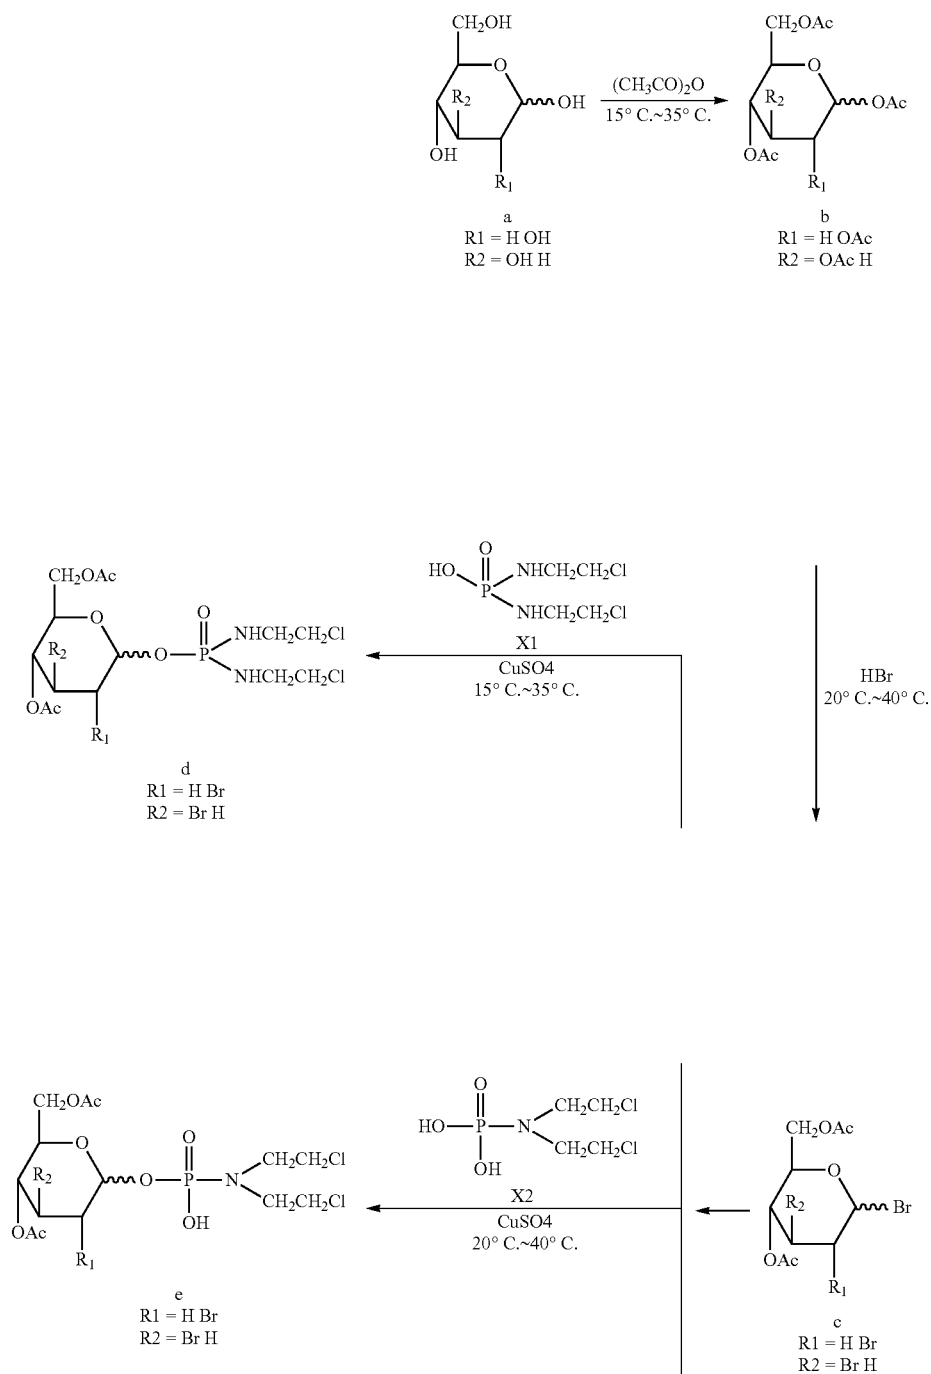 CH2OH
O
R2
OH
OH
R1
a
R1 = H OH
R2 = OH H
(CH3CO)2O
15° C.~35° C.
CH2OAc
O
R2
OAc
OAc
R1
b
R1 = H OAc
R2 = OAc H
CH2OAc
O
R2
O
OAc
R1
O
P
NHCH2CH2Cl
NHCH2CH2Cl
d
R1 = H Br
R2 = Br H
O
HO
P
NHCH2CH2Cl
NHCH2CH2Cl
X1
CuSO4
15° C.~35° C.
HBr
20° C.~40° C.
CH2OAc
O
R2
O
OAc
R1
O
P
OH
N
CH2CH2Cl
CH2CH2Cl
e
R1 = H Br
R2 = Br H
O
HO
P
N
OH
CH2CH2Cl
CH2CH2Cl
X2
CuSO4
20° C.~40° C.
CH2OAc
O
R2
Br
OAc
R1
c
R1 = H Br
R2 = Br H